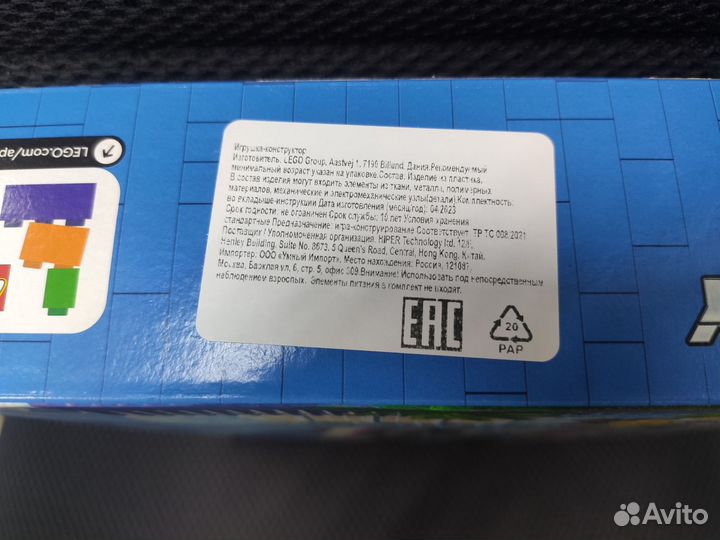 Игрушка-конструктор
Изготовитель: LEGO Group, Aastvej 1, 7190 Billund, Дания.Рекомендуемый
минимальный возраст указан на упаковке.Состав: Изделие из пластика,
В состав изделия могут входить элементы из ткани, металла, полимерных
материалов, механические и электромеханические узлы(детали).Комплектность:
во вкладыше-инструкции Дата изготовления (месяц/год): 04.2023
Срок годности: не ограничен Срок службы: 10 лет Условия хранения:
стандартные Предназначение: игра-конструирование Соответствует: ТР ТС 008/2021
Поставщик / Уполномоченная организация: HIPER Technology ltd. 128,
Henley Building, Suite No. 8673, 5 Queen's Road, Central, Hong Kong, Китай.
Импортер: ООО «Умный Импорт», Место нахождения: Россия, 121087,
Москва, Барклая ул, 6, стр. 5, офис 309.Внимание: Использовать под непосредственным
наблюдением взрослых. Элементы питания в комплект не входят.
EAC
20
PAP
LEGO.com/ap
Avito